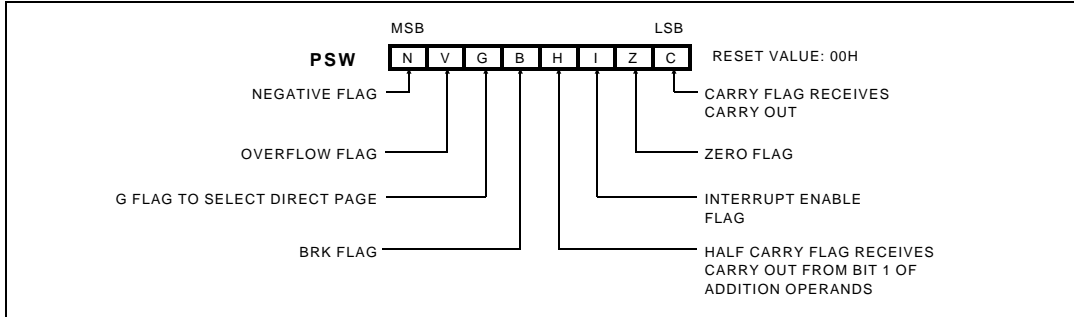 MSB LSB
PSW N V G B H I Z C RESET VALUE: 00H
NEGATIVE FLAG
OVERFLOW FLAG
G FLAG TO SELECT DIRECT PAGE
BRK FLAG
CARRY FLAG RECEIVES
CARRY OUT
ZERO FLAG
INTERRUPT ENABLE
FLAG
HALF CARRY FLAG RECEIVES
CARRY OUT FROM BIT 1 OF
ADDITION OPERANDS